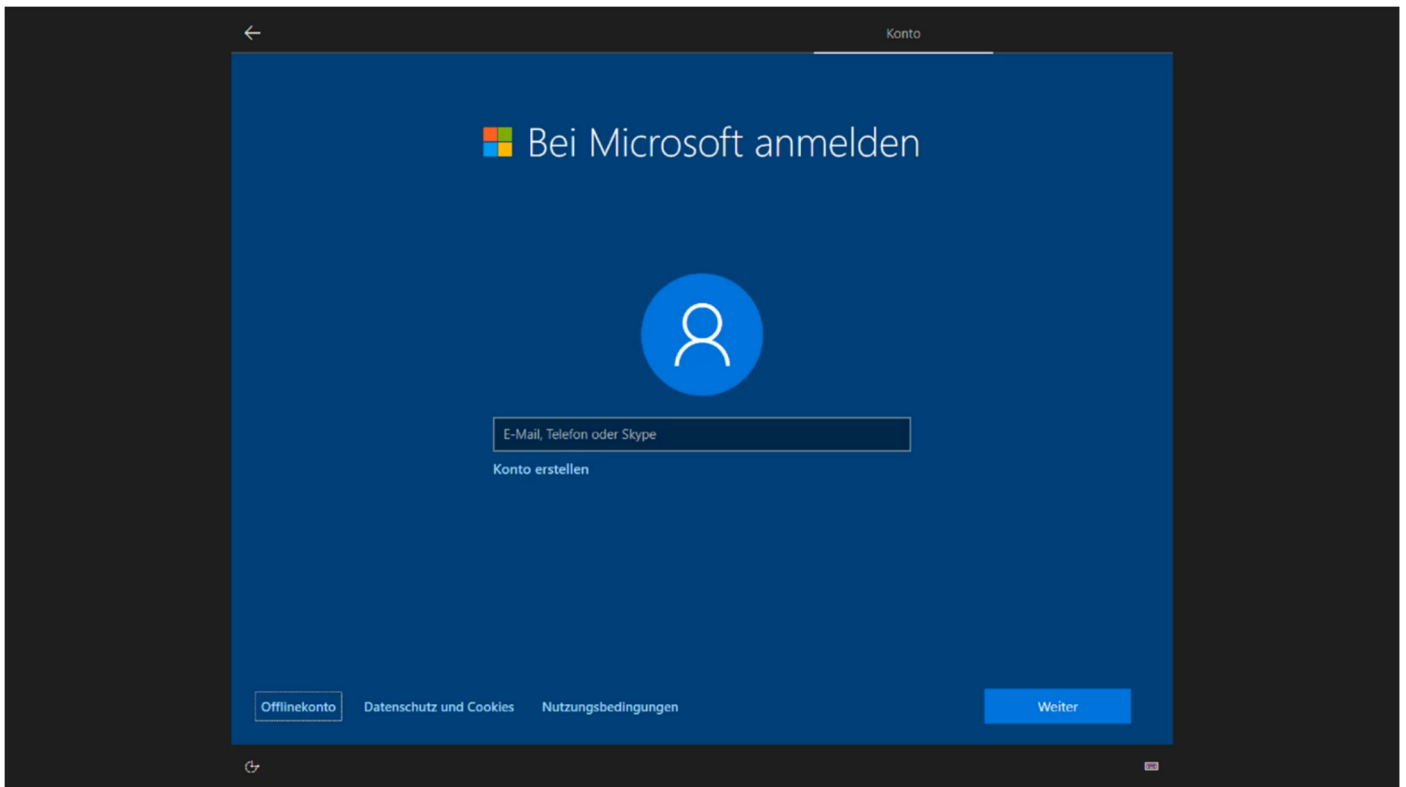 Konto
Bei Microsoft anmelden
E-Mail, Telefon oder Skype
Konto erstellen
Offlinekonto Datenschutz und Cookies Nutzungsbedingungen Weiter